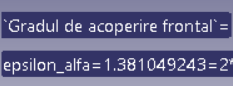 `Gradul de acoperire frontal`=
epsilon_alfa=1.381049243=2*